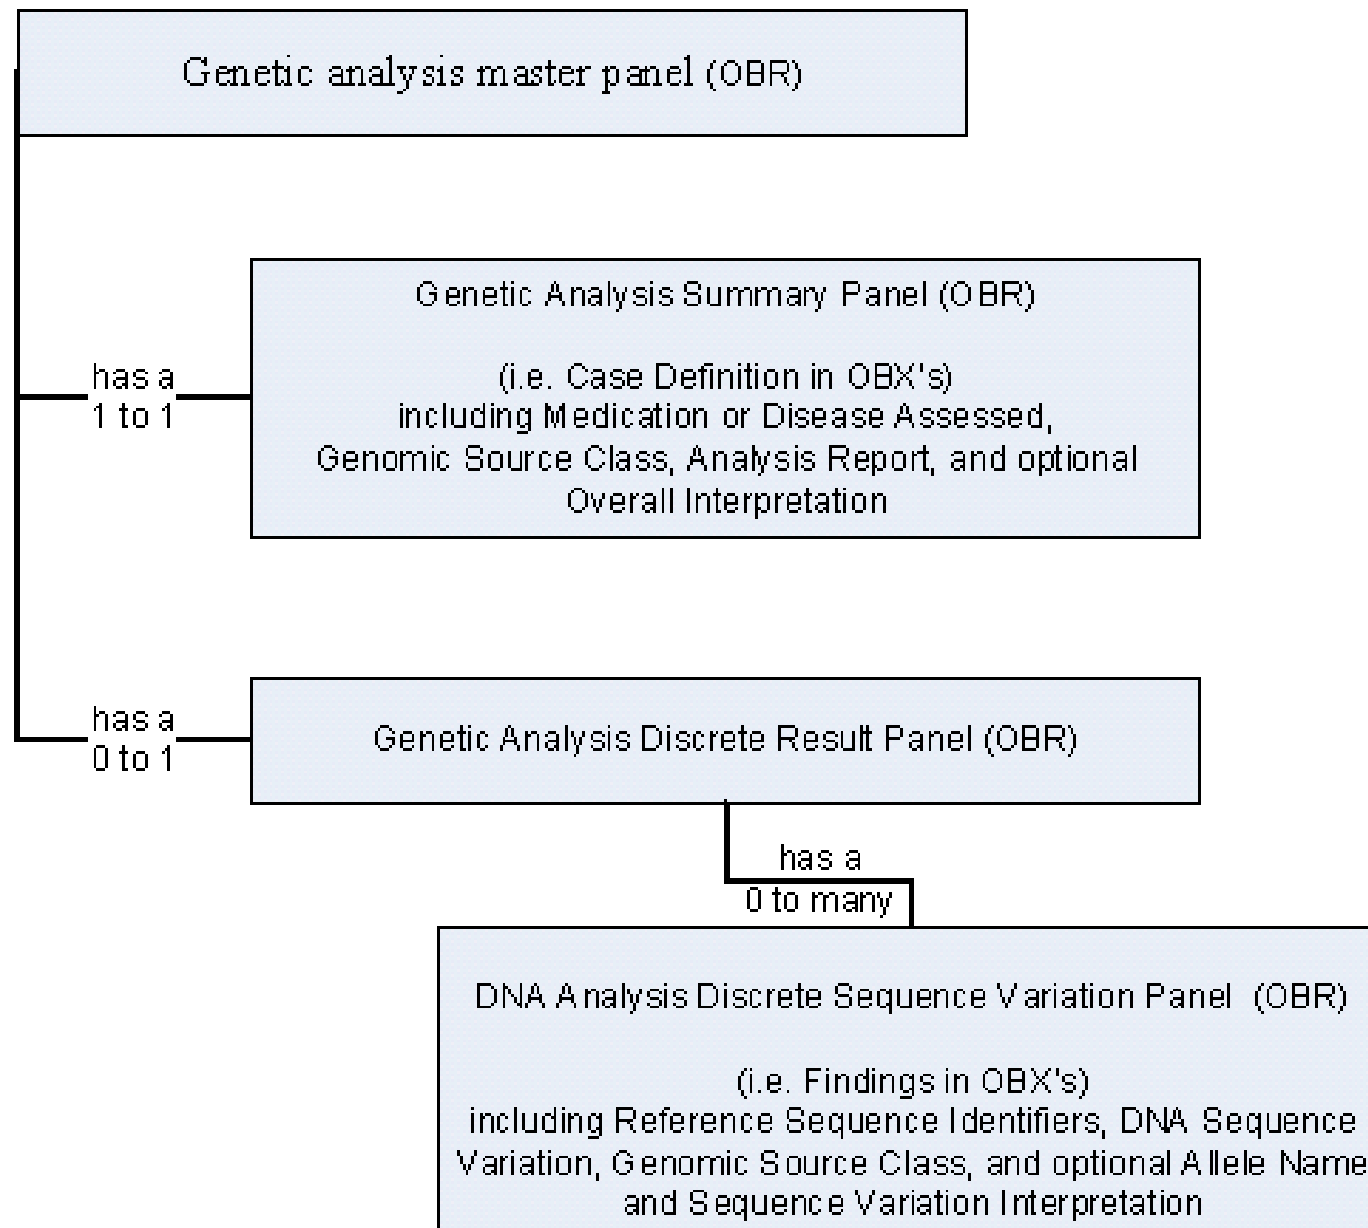 Genetic analysis master panel (OBR)
Genetic Analysis Summary Panel (OBR)
(i.e. Case Definition in OBX's)
including Medication or Disease Assessed,
Genomic Source Class, Analysis Report, and optional
Overall Interpretation
has a
1 to 1
Genetic Analysis Discrete Result Panel (OBR)
has a
0 to 1
has a
0 to many
DNA Analysis Discrete Sequence Variation Panel (OBR)
(i.e. Findings in OBX's)
including Reference Sequence Identifiers, DNA Sequence
Variation, Genomic Source Class, and optional Allele Name
and Sequence Variation Interpretation